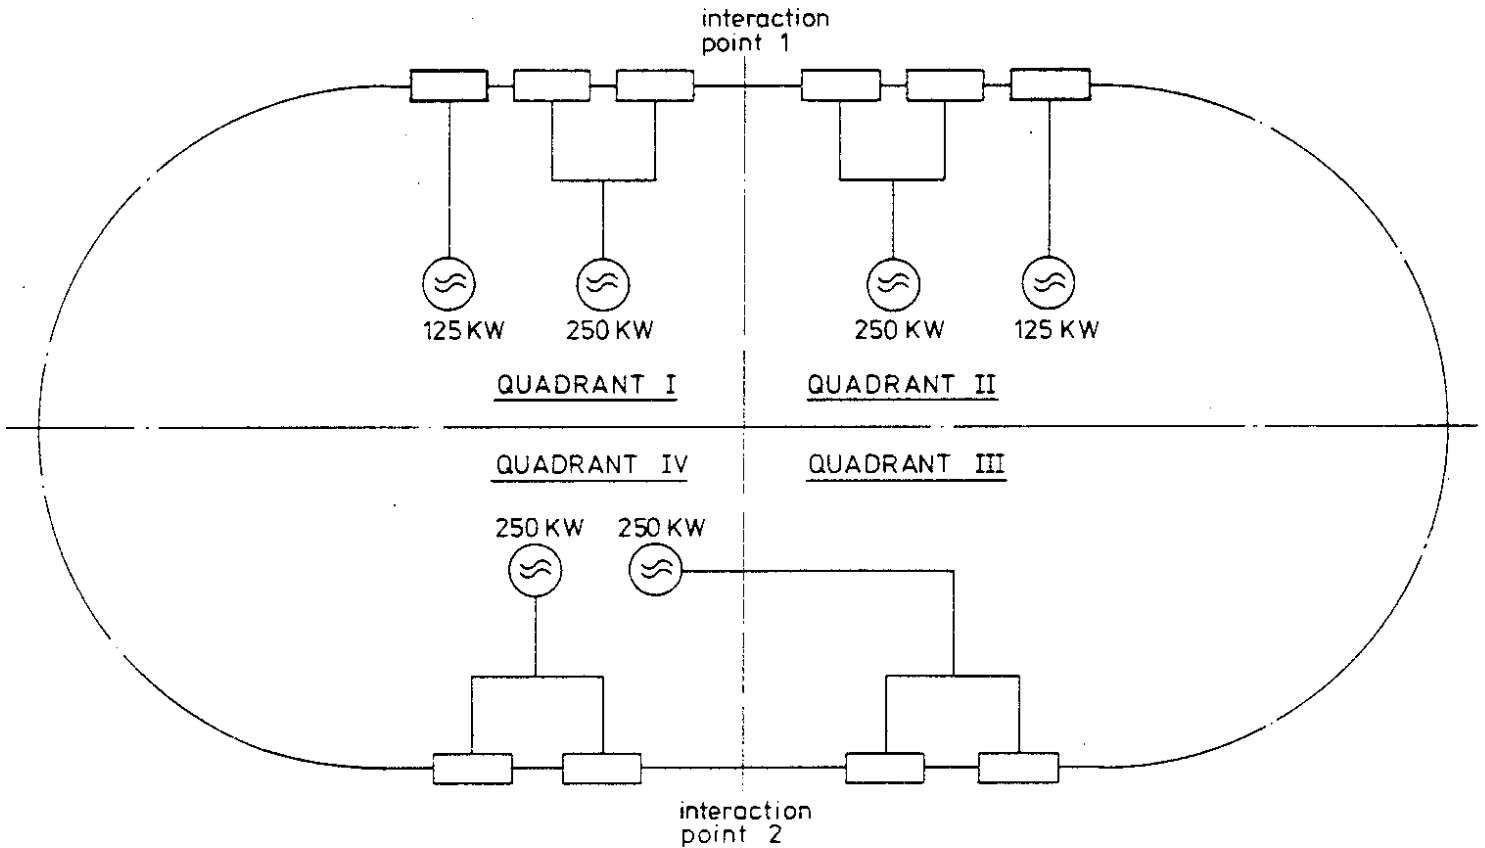 interaction
point 1
125 KW
250 KW
250 KW
125 KW
QUADRANT I
QUADRANT II
QUADRANT IV
QUADRANT III
250 KW
250 KW
interaction
point 2